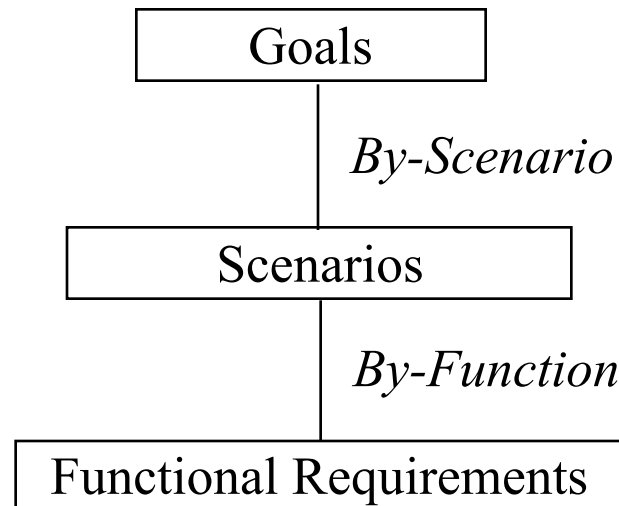 Goals
By-Scenario
Scenarios
By-Function
Functional Requirements